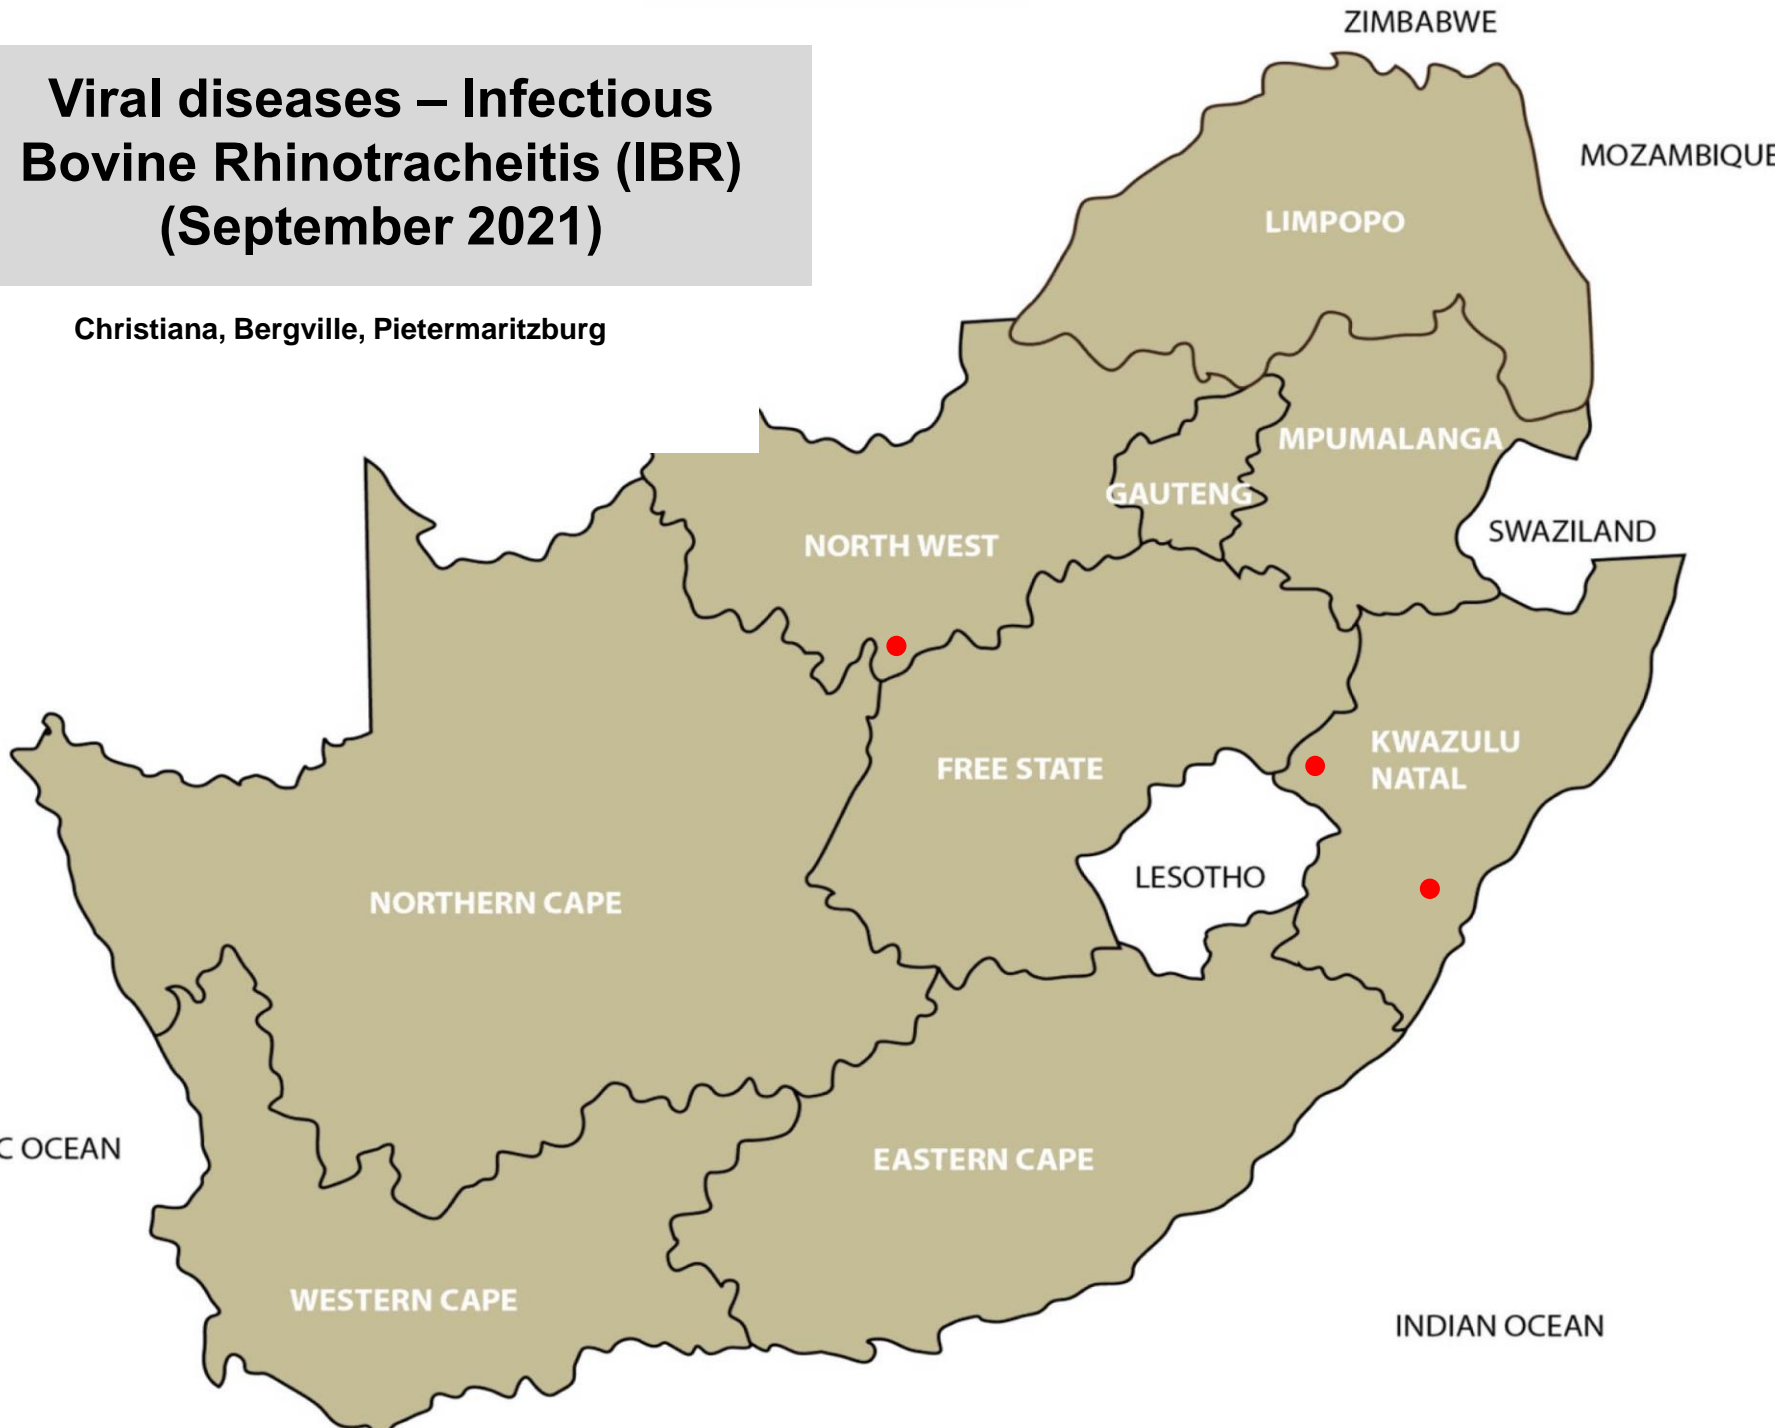 Viral diseases – Infectious
Bovine Rhinotracheitis (IBR)
(September 2021)
Christiana, Bergville, Pietermaritzburg
ZIMBABWE
MOZAMBIQUE
LIMPOPO
MPUMALANGA
GAUTENG
SWAZILAND
NORTH WEST
KWAZULU
NATAL
FREE STATE
LESOTHO
NORTHERN CAPE
C OCEAN
EASTERN CAPE
WESTERN CAPE
INDIAN OCEAN